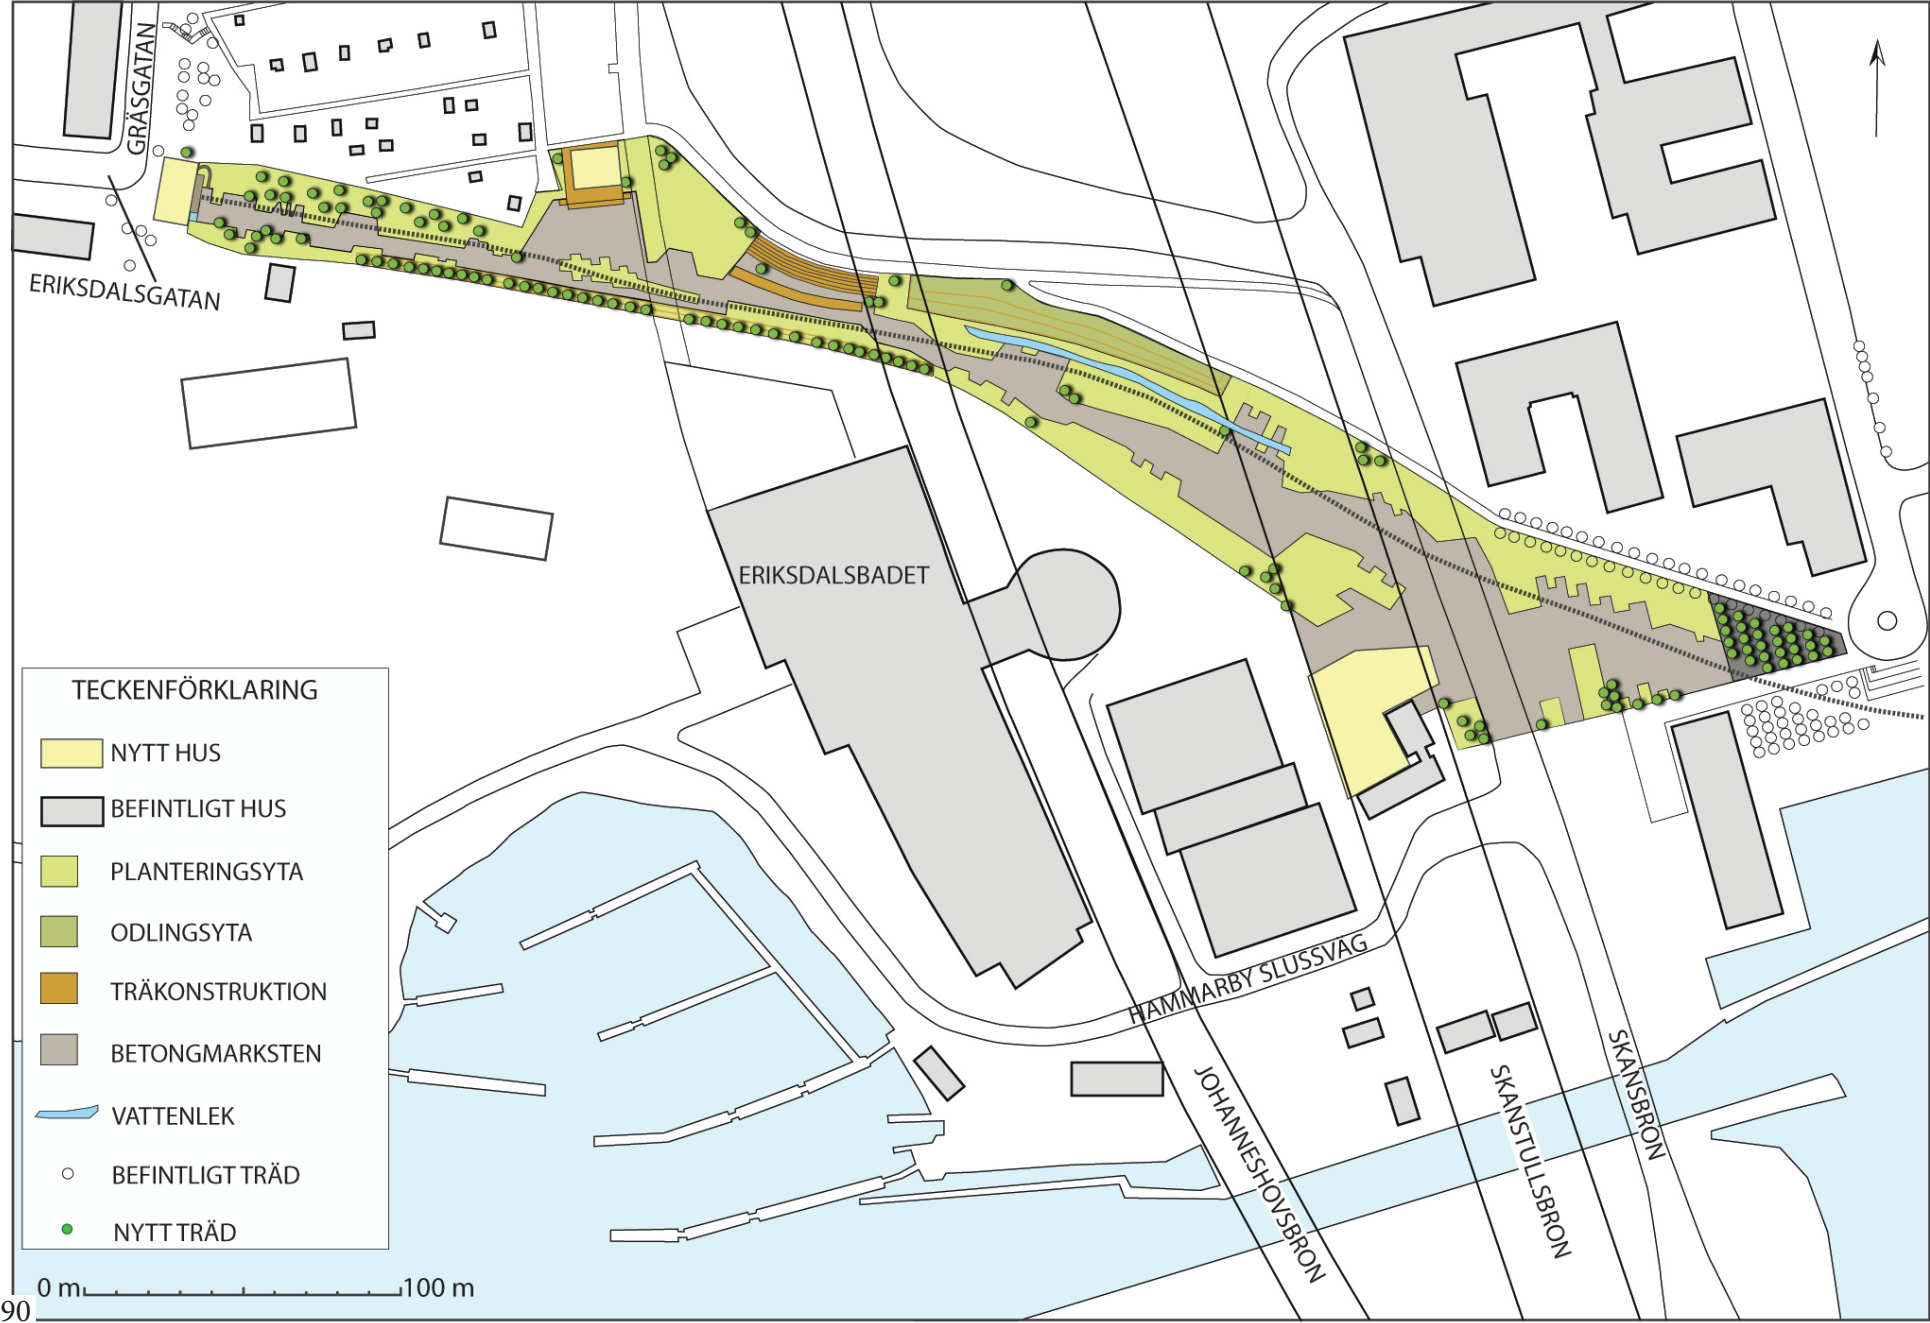 GRÄSGATAN
ERIKSDALSGATAN
ERIKSDALSBADET
HAMMARBY SLUSSVÄG
JOHANNESHOVSBRON
SKANSTULLSBRON
SKANSBRON
TECKENFÖRKLARING
NYTT HUS
BEFINTLIGT HUS
PLANTERINGSYTA
ODLINGSYTA
TRÄKONSTRUKTION
BETONGMARKSTEN
VATTENLEK
BEFINTLIGT TRÄD
NYTT TRÄD
0 m 100 m
90